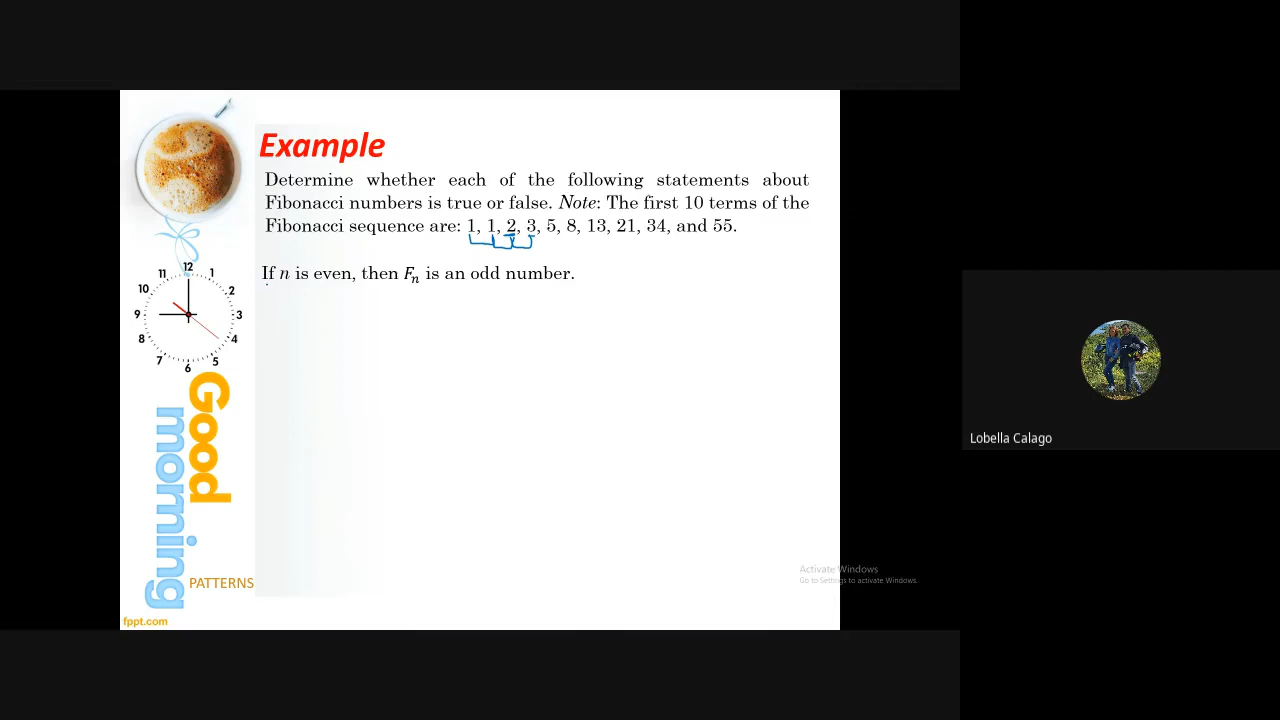 Example
Determine whether each of the following statements about
Fibonacci numbers is true or false. Note: The first 10 terms of the
Fibonacci sequence are: 1, 1, 2, 3, 5, 8, 13, 21, 34, and 55.
If n is even, then Fn is an odd number.
12
11 1
10 2
9 3
8 4
7 5
6
Good
morning
PATTERNS
fppt.com
Activate Windows
Go to Settings to activate Windows.
Lobella Calago